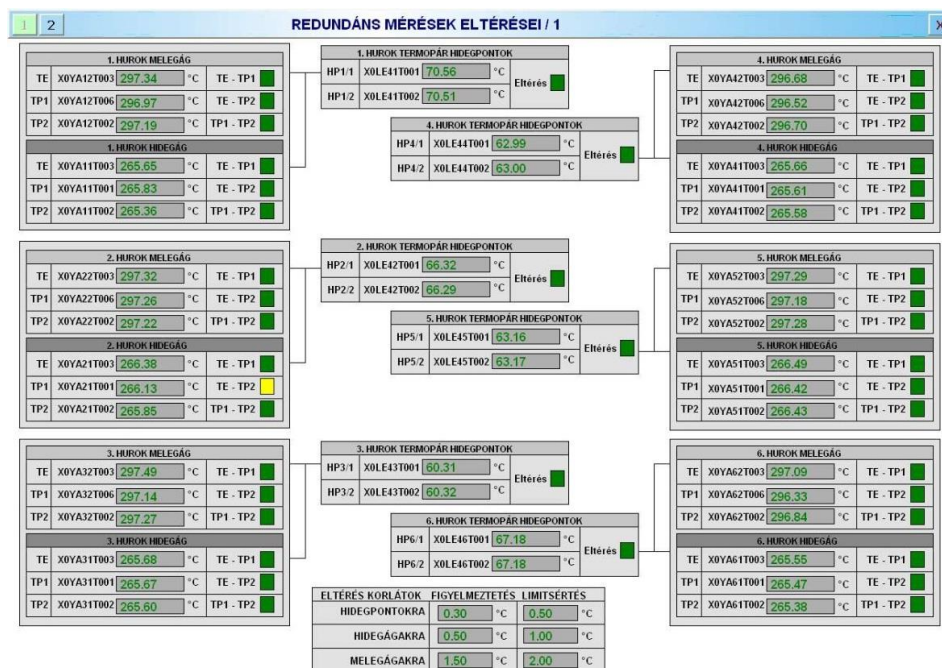 1 2 REDUNDÁNS MÉRÉSEK ELTÉRÉSEI / 1 X
1. HUROK MELEGÁG
TE X0YA12T003 297.34 °C TE - TP1
TP1 X0YA12T006 296.97 °C TE - TP2
TP2 X0YA12T002 297.19 °C TP1 - TP2
1. HUROK HIDEGÁG
TE X0YA11T003 265.65 °C TE - TP1
TP1 X0YA11T001 265.83 °C TE - TP2
TP2 X0YA11T002 265.36 °C TP1 - TP2
1. HUROK TERMOPÁR HIDEGPONTOK
HP1/1 X0LE41T001 70.56 °C Eltérés
HP1/2 X0LE41T002 70.51 °C
4. HUROK TERMOPÁR HIDEGPONTOK
HP4/1 X0LE44T001 62.99 °C Eltérés
HP4/2 X0LE44T002 63.00 °C
4. HUROK MELEGÁG
TE X0YA42T003 296.68 °C TE - TP1
TP1 X0YA42T006 296.52 °C TE - TP2
TP2 X0YA42T002 296.70 °C TP1 - TP2
4. HUROK HIDEGÁG
TE X0YA41T003 265.66 °C TE - TP1
TP1 X0YA41T001 265.61 °C TE - TP2
TP2 X0YA41T002 265.58 °C TP1 - TP2
2. HUROK MELEGÁG
TE X0YA22T003 297.32 °C TE - TP1
TP1 X0YA22T006 297.26 °C TE - TP2
TP2 X0YA22T002 297.22 °C TP1 - TP2
2. HUROK HIDEGÁG
TE X0YA21T003 266.38 °C TE - TP1
TP1 X0YA21T001 266.13 °C TE - TP2
TP2 X0YA21T002 265.85 °C TP1 - TP2
2. HUROK TERMOPÁR HIDEGPONTOK
HP2/1 X0LE42T001 66.32 °C Eltérés
HP2/2 X0LE42T002 66.29 °C
5. HUROK TERMOPÁR HIDEGPONTOK
HP5/1 X0LE45T001 63.16 °C Eltérés
HP5/2 X0LE45T002 63.17 °C
5. HUROK MELEGÁG
TE X0YA52T003 297.29 °C TE - TP1
TP1 X0YA52T006 297.18 °C TE - TP2
TP2 X0YA52T002 297.28 °C TP1 - TP2
5. HUROK HIDEGÁG
TE X0YA51T003 266.49 °C TE - TP1
TP1 X0YA51T001 266.42 °C TE - TP2
TP2 X0YA51T002 266.43 °C TP1 - TP2
3. HUROK MELEGÁG
TE X0YA32T003 297.49 °C TE - TP1
TP1 X0YA32T006 297.14 °C TE - TP2
TP2 X0YA32T002 297.27 °C TP1 - TP2
3. HUROK HIDEGÁG
TE X0YA31T003 265.68 °C TE - TP1
TP1 X0YA31T001 265.67 °C TE - TP2
TP2 X0YA31T002 265.60 °C TP1 - TP2
3. HUROK TERMOPÁR HIDEGPONTOK
HP3/1 X0LE43T001 60.31 °C Eltérés
HP3/2 X0LE43T002 60.32 °C
6. HUROK TERMOPÁR HIDEGPONTOK
HP6/1 X0LE46T001 67.18 °C Eltérés
HP6/2 X0LE46T002 67.18 °C
6. HUROK MELEGÁG
TE X0YA62T003 297.09 °C TE - TP1
TP1 X0YA62T006 296.33 °C TE - TP2
TP2 X0YA62T002 296.84 °C TP1 - TP2
6. HUROK HIDEGÁG
TE X0YA61T003 265.55 °C TE - TP1
TP1 X0YA61T001 265.47 °C TE - TP2
TP2 X0YA61T002 265.38 °C TP1 - TP2
ELTÉRÉS KORLÁTOK FIGYELMEZTETÉS LIMITSÉRTÉS
HIDEGPONTOKRA 0.30 °C 0.50 °C
HIDEGÁGAKRA 0.50 °C 1.00 °C
MELEGÁGAKRA 1.50 °C 2.00 °C